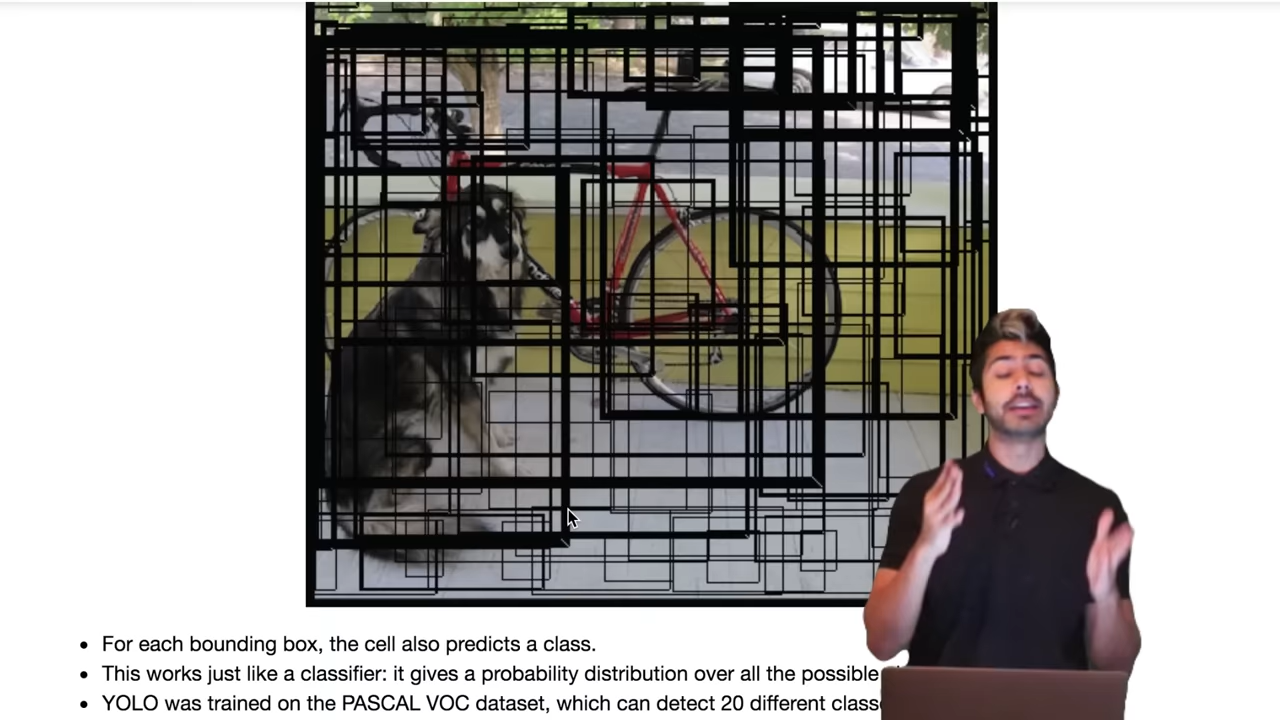 For each bounding box, the cell also predicts a class.
This works just like a classifier: it gives a probability distribution over all the possible
YOLO was trained on the PASCAL VOC dataset, which can detect 20 different